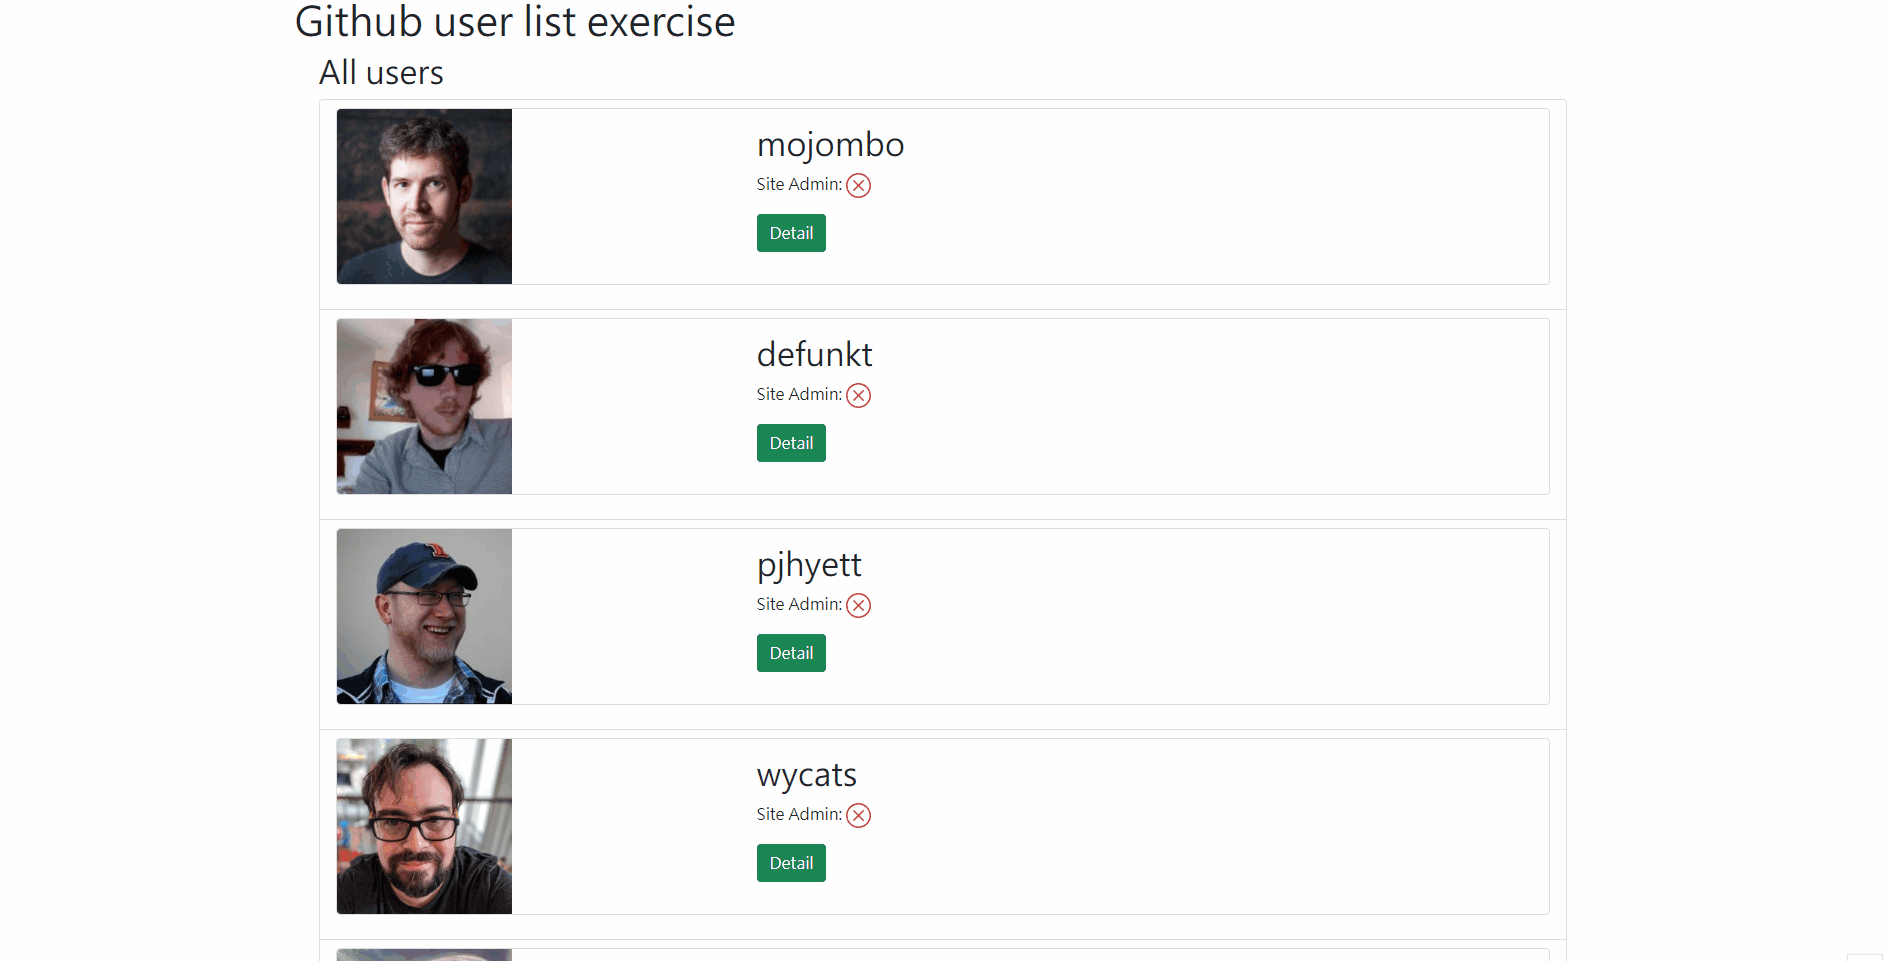 Github user list exercise
All users
mojombo
Site Admin:
Detail
defunkt
Site Admin:
Detail
pjhyett
Site Admin:
Detail
wycats
Site Admin:
Detail